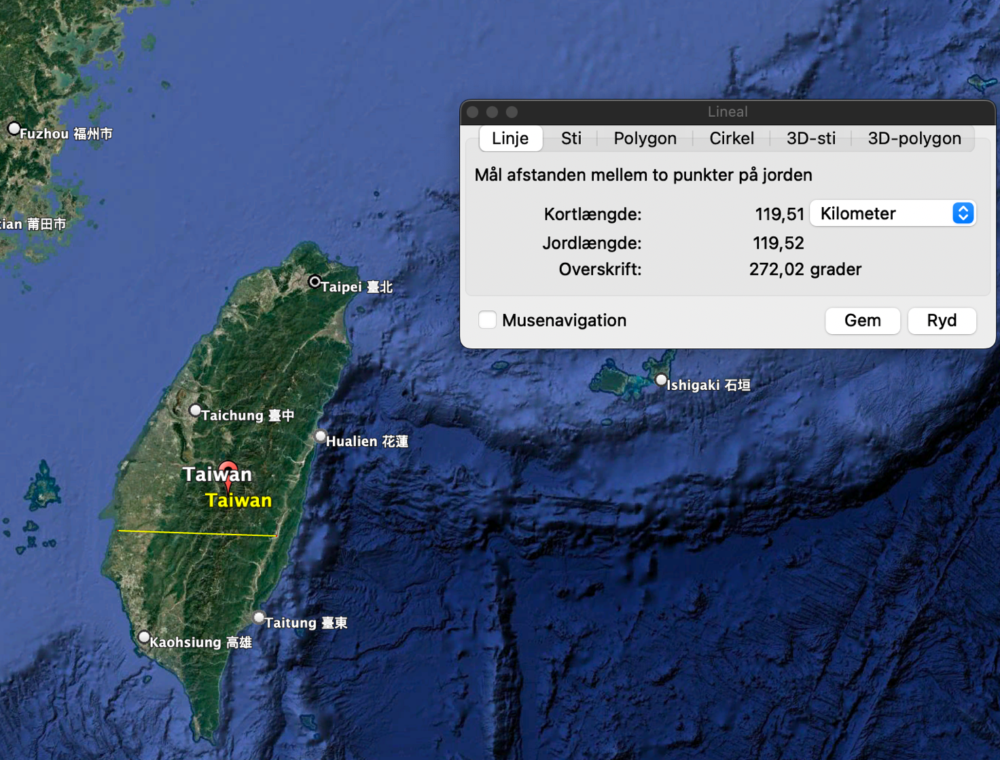 Lineal
Linje Sti Polygon Cirkel 3D-sti 3D-polygon
Mål afstanden mellem to punkter på jorden
Kortlængde: 119,51 Kilometer
Jordlængde: 119,52
Overskrift: 272,02 grader
Musenavigation Gem Ryd
Fuzhou 福州市
tian 莆田市
Taipei 臺北
Ishigaki 石垣
Taichung 臺中
Hualien 花蓮
Taiwan
Taiwan
Taitung 臺東
Kaohsiung 高雄